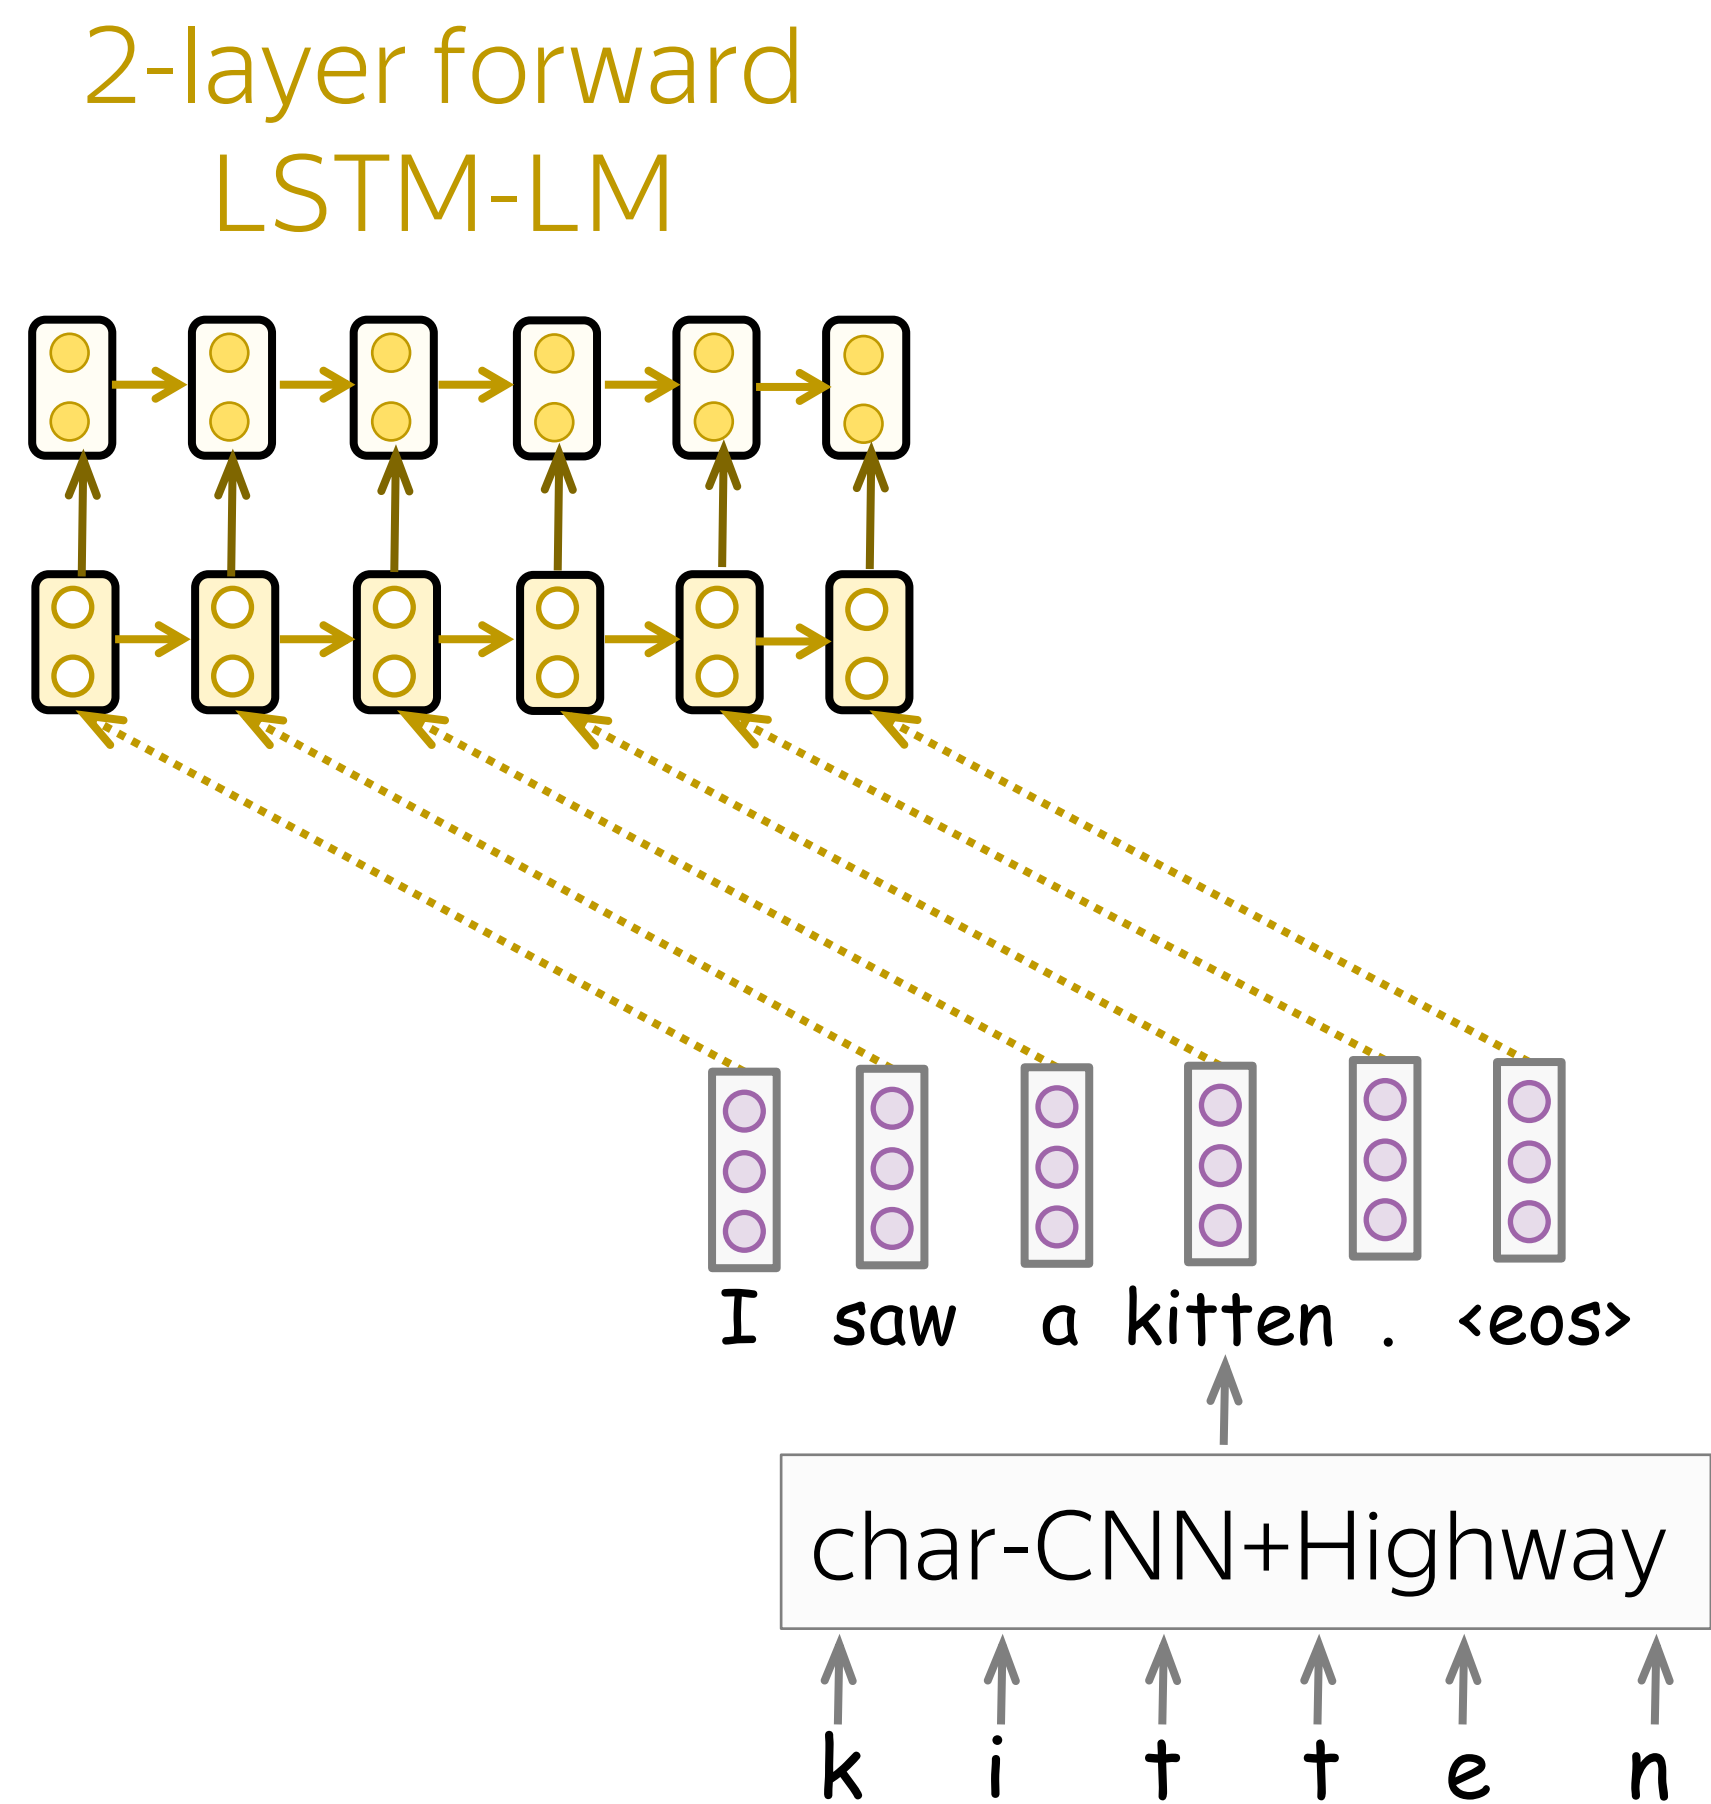 2-layer forward
LSTM-LM
I saw a kitten . <eos>
char-CNN+Highway
k i t t e n